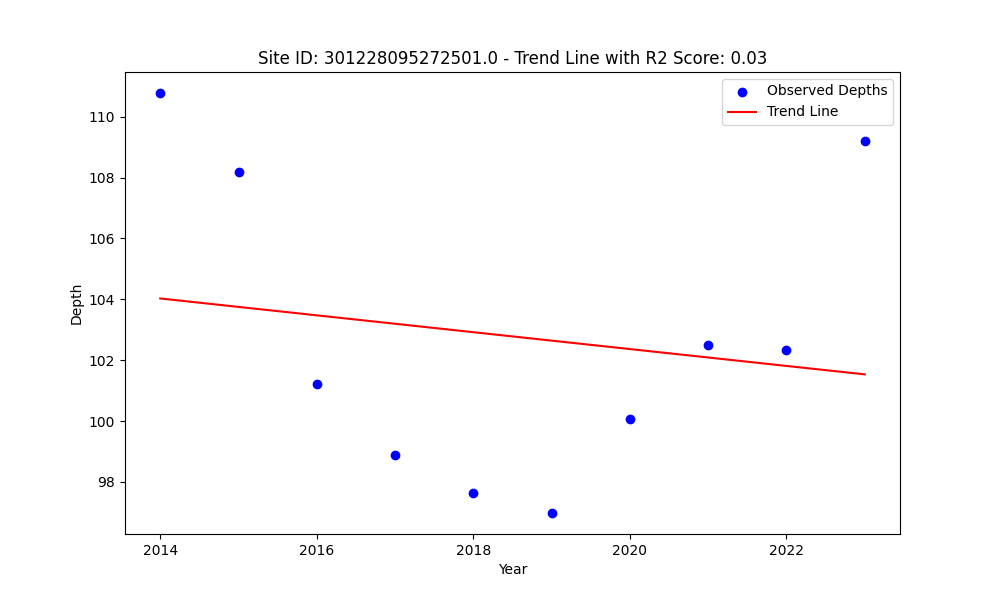 Site ID: 301228095272501.0 - Trend Line with R2 Score: 0.03
Observed Depths
Trend Line
110
108
106
104
102
100
98
Depth
2014
2016
2018
2020
2022
Year